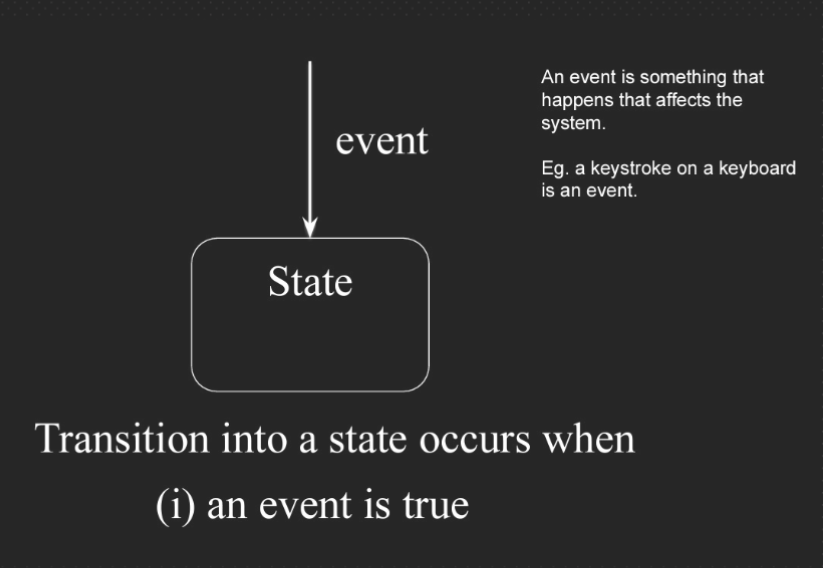 An event is something that
happens that affects the
system.
event
Eg. a keystroke on a keyboard
is an event.
State
Transition into a state occurs when
(i) an event is true